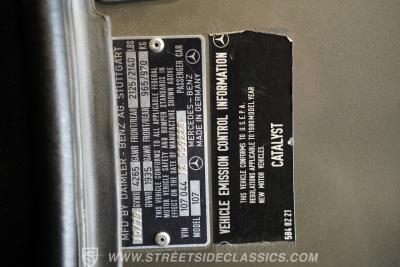 MFD BY DAIMLER - BENZ AG. STUTTGART
GVWR 4265 GAWR FRONT/REAR 2125/2140 LBS
GVWR 1935 GAWR FRONT/REAR 965/970 KG
THIS VEHICLE CONFORMS TO ALL APPLICABLE FEDERAL
MOTOR VEHICLE SAFETY AND BUMPER STANDARDS IN
EFFECT ON THE DATE OF MANUFACTURE SHOWN ABOVE
VIN 107 044 PASSENGER CAR
MODEL 107 MERCEDES-BENZ
MADE IN GERMANY
VEHICLE EMISSION CONTROL INFORMATION
THIS VEHICLE CONFORMS TO U.S.E.P.A.
REGULATIONS APPLICABLE TO 1980 MODEL YEAR
NEW MOTOR VEHICLES.
CATALYST
584 82 21
WWW.STREETSIDECLASSICS.COM